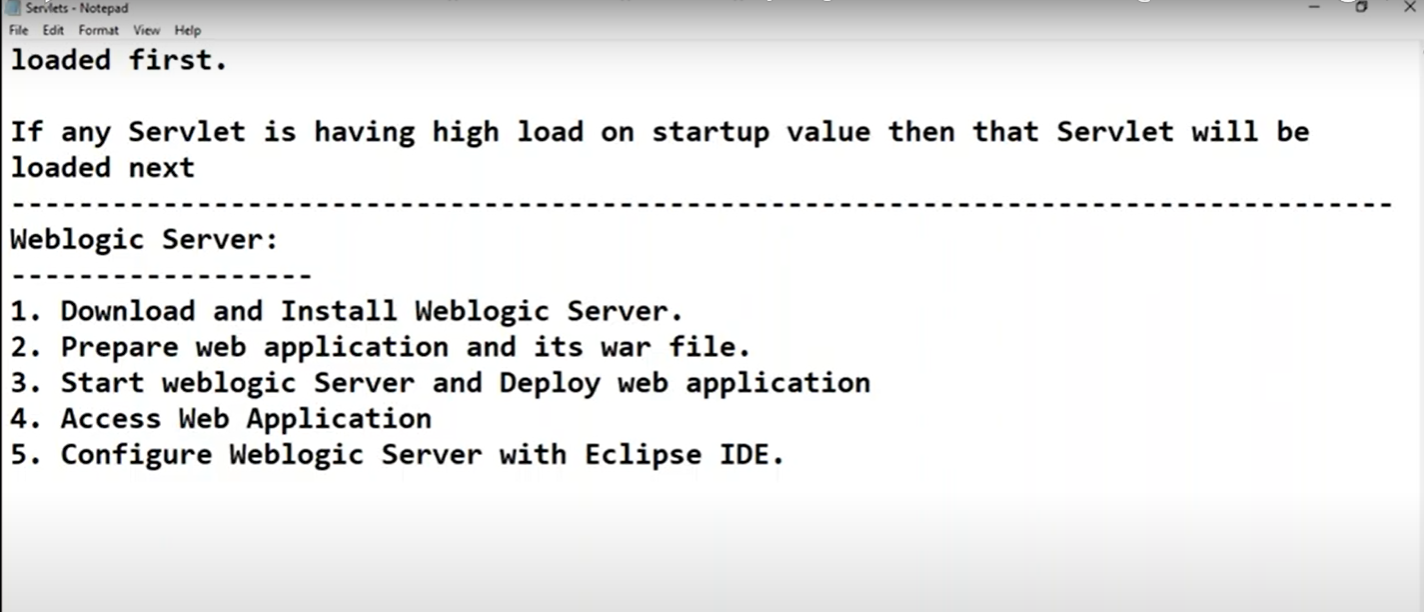 Servlets - Notepad
File Edit Format View Help
loaded first.
If any Servlet is having high load on startup value then that Servlet will be
loaded next
----------------------------------------------------------------------------------
Weblogic Server:
------------------
1. Download and Install Weblogic Server.
2. Prepare web application and its war file.
3. Start weblogic Server and Deploy web application
4. Access Web Application
5. Configure Weblogic Server with Eclipse IDE.